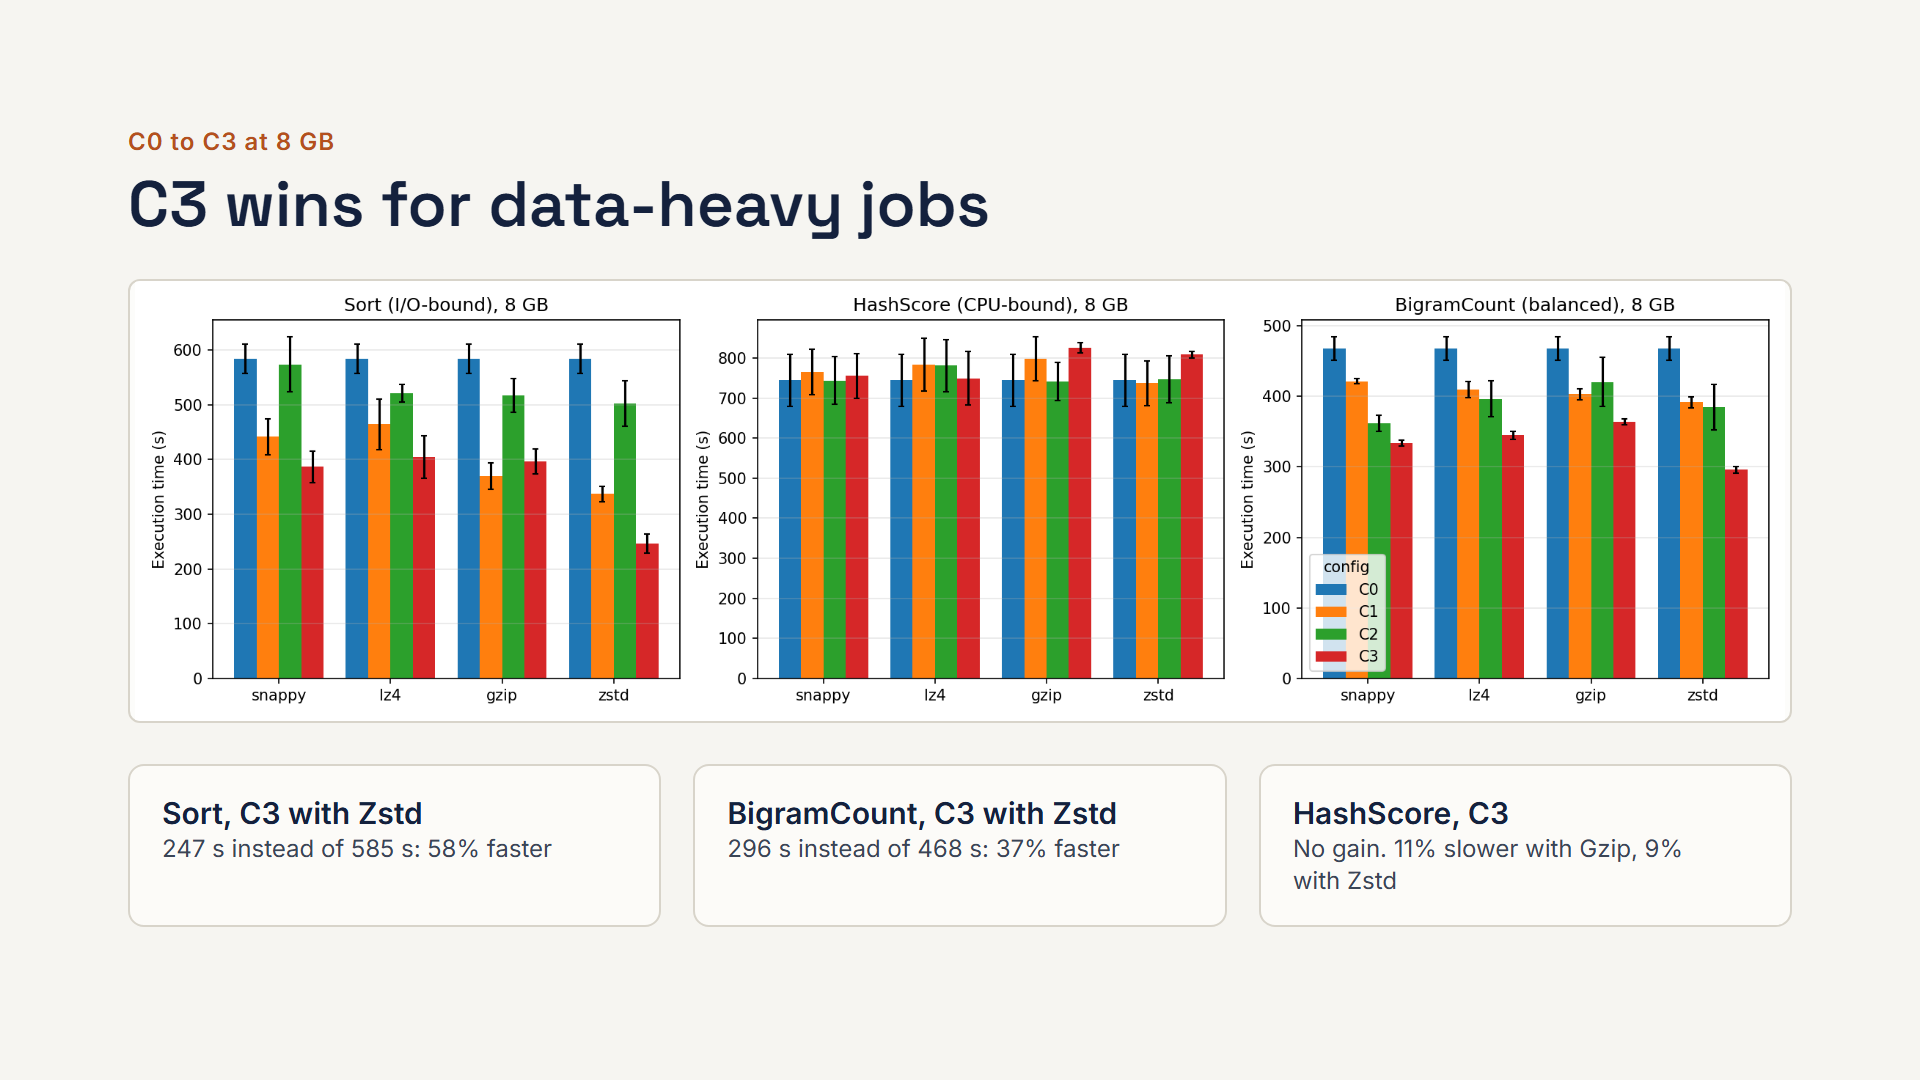 C0 to C3 at 8 GB
C3 wins for data-heavy jobs
Sort (I/O-bound), 8 GB
Execution time (s)
600
500
400
300
200
100
0
snappy lz4 gzip zstd
HashScore (CPU-bound), 8 GB
Execution time (s)
800
700
600
500
400
300
200
100
0
snappy lz4 gzip zstd
BigramCount (balanced), 8 GB
Execution time (s)
500
400
300
200
100
0
config
C0
C1
C2
C3
snappy lz4 gzip zstd
Sort, C3 with Zstd
247 s instead of 585 s: 58% faster
BigramCount, C3 with Zstd
296 s instead of 468 s: 37% faster
HashScore, C3
No gain. 11% slower with Gzip, 9%
with Zstd